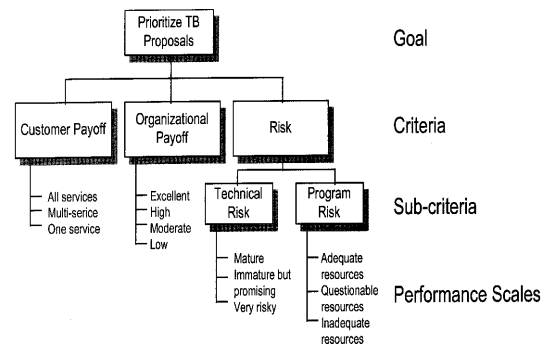 Prioritize TB
Proposals
Goal
Customer Payoff
Organizational
Payoff
Risk
Criteria
All services
Multi-serice
One service
Excellent
High
Moderate
Low
Technical
Risk
Program
Risk
Sub-criteria
Mature
Immature but
promising
Very risky
Adequate
resources
Questionable
resources
Inadequate
resources
Performance Scales